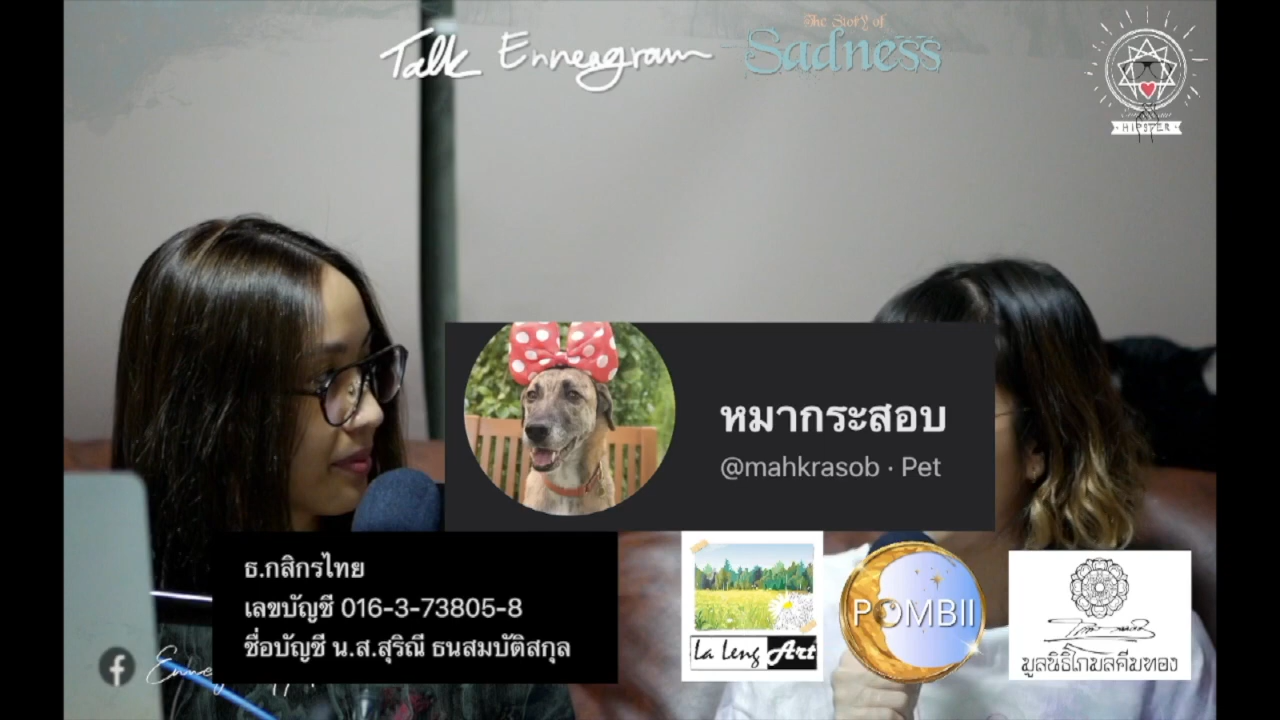 Talk Enneagram
The Story of
Sadness
HIPSTER
หมากระสอบ
@mahkrasob · Pet
ธ.กสิกรไทย
เลขบัญชี 016-3-73805-8
ชื่อบัญชี น.ส.สุริณี ธนสมบัติสกุล
La Leng Art
POMBII
มูลนิธิโกมลคีมทอง